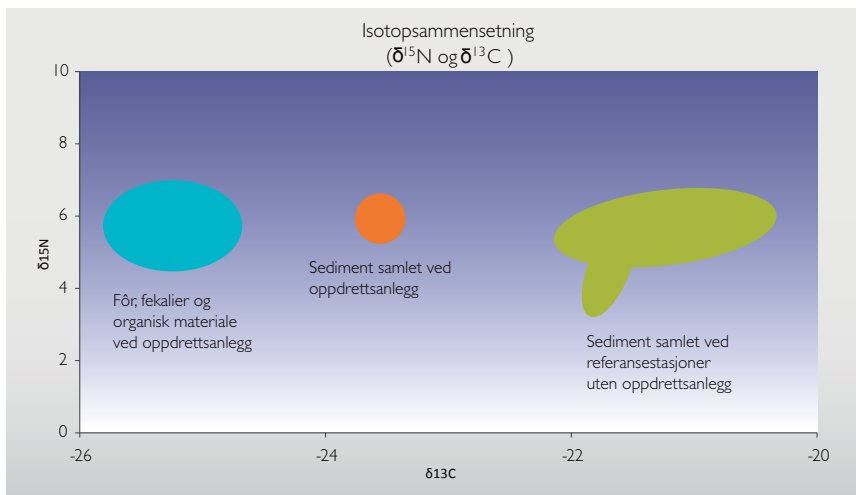 Isotopsammensetning
(δ¹⁵N og δ¹³C )
10
8
6
4
2
0
δ15N
Fôr, fekalier og
organisk materiale
ved oppdrettsanlegg
Sediment samlet ved
oppdrettsanlegg
Sediment samlet ved
referansestasjoner
uten oppdrettsanlegg
-26
-24
-22
-20
δ13C